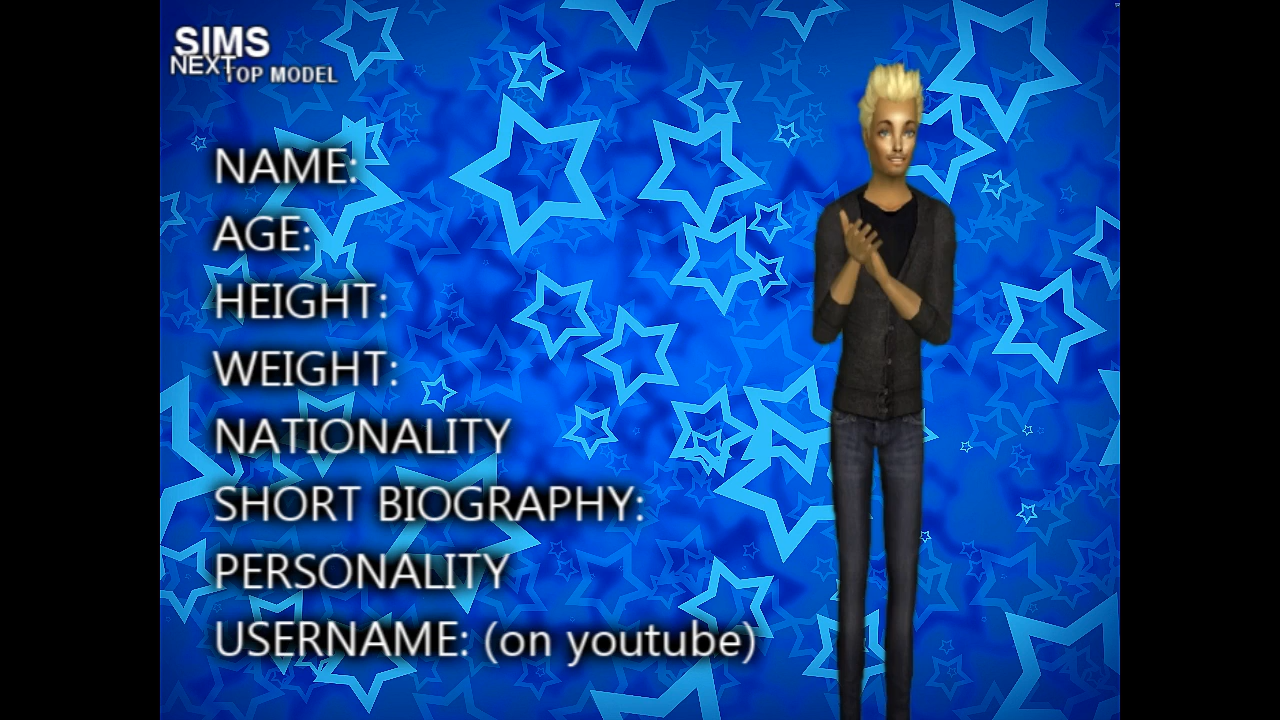 SIMS
NEXT
TOP MODEL
NAME:
AGE:
HEIGHT:
WEIGHT:
NATIONALITY
SHORT BIOGRAPHY:
PERSONALITY
USERNAME: (on youtube)